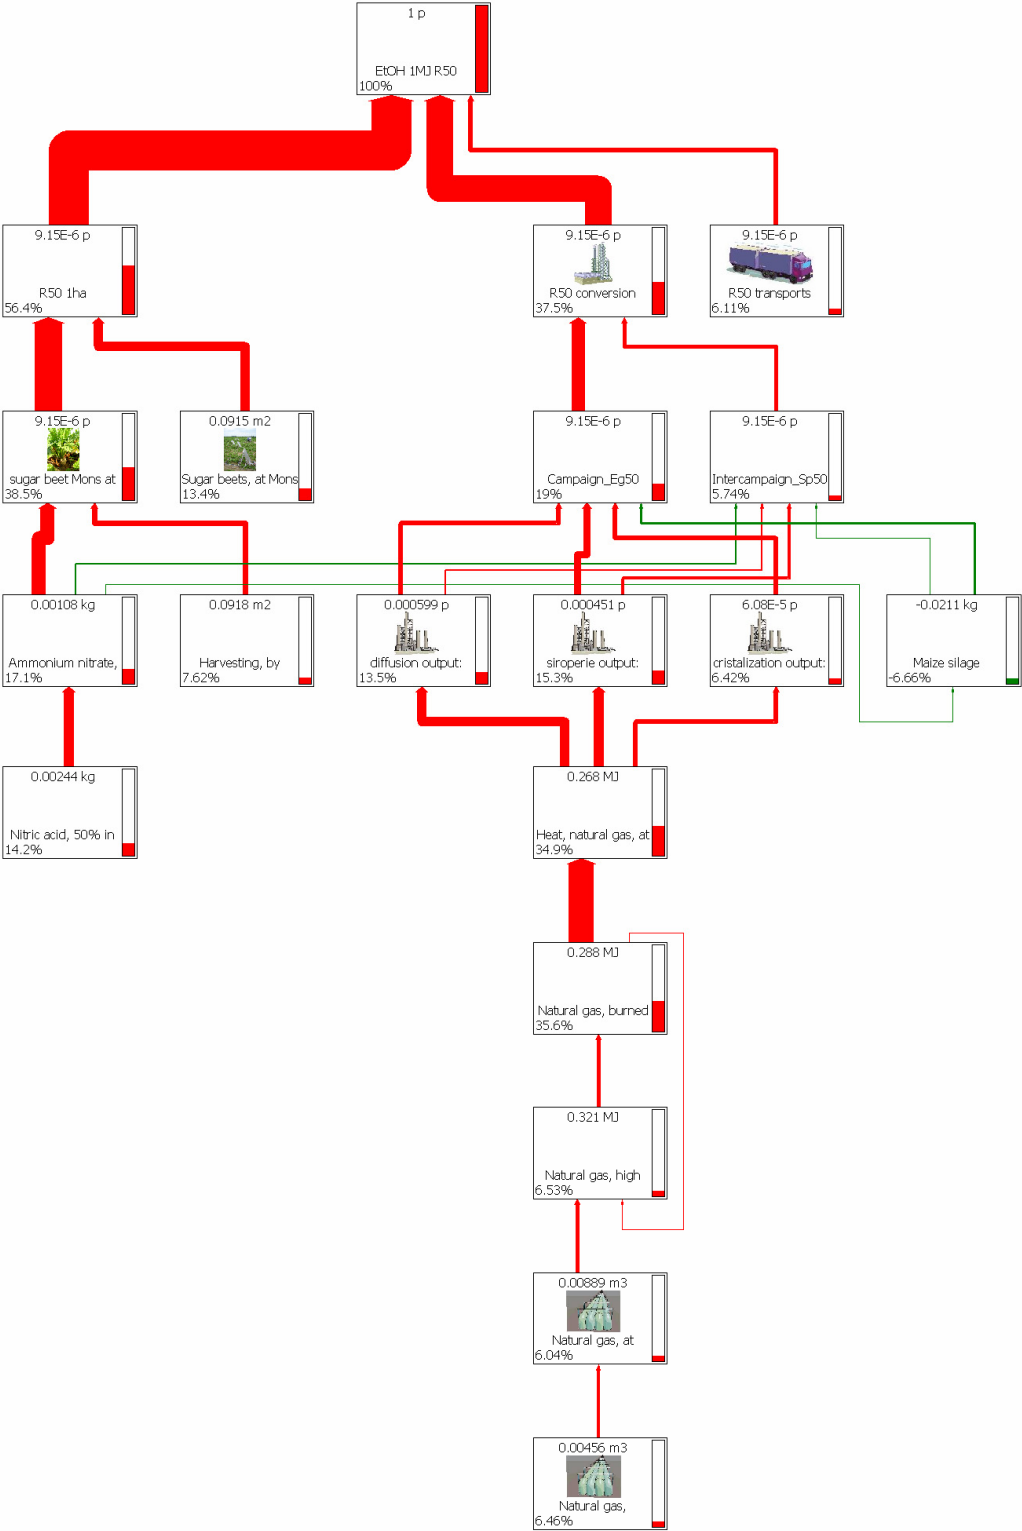 1 p
EtOH 1MJ R50
100%
9.15E-6 p
R50 1ha
56.4%
9.15E-6 p
R50 conversion
37.5%
9.15E-6 p
R50 transports
6.11%
9.15E-6 p
sugar beet Mons at
38.5%
0.0915 m2
Sugar beets, at Mons
13.4%
9.15E-6 p
Campaign_Eg50
19%
9.15E-6 p
Intercampaign_Sp50
5.74%
0.00108 kg
Ammonium nitrate,
17.1%
0.0918 m2
Harvesting, by
7.62%
0.000599 p
diffusion output:
13.5%
0.000451 p
siroperie output:
15.3%
6.08E-5 p
cristalization output:
6.42%
-0.0211 kg
Maize silage
-6.66%
0.00244 kg
Nitric acid, 50% in
14.2%
0.268 MJ
Heat, natural gas, at
34.9%
0.288 MJ
Natural gas, burned
35.6%
0.321 MJ
Natural gas, high
6.53%
0.00889 m3
Natural gas, at
6.04%
0.00456 m3
Natural gas,
6.46%